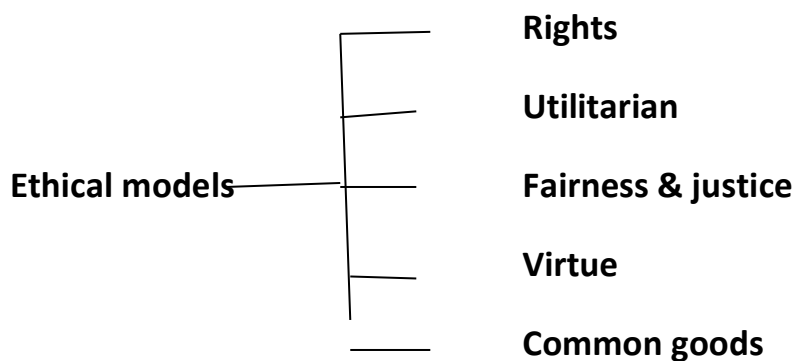 Rights
Utilitarian
Ethical models
Fairness & justice
Virtue
Common goods